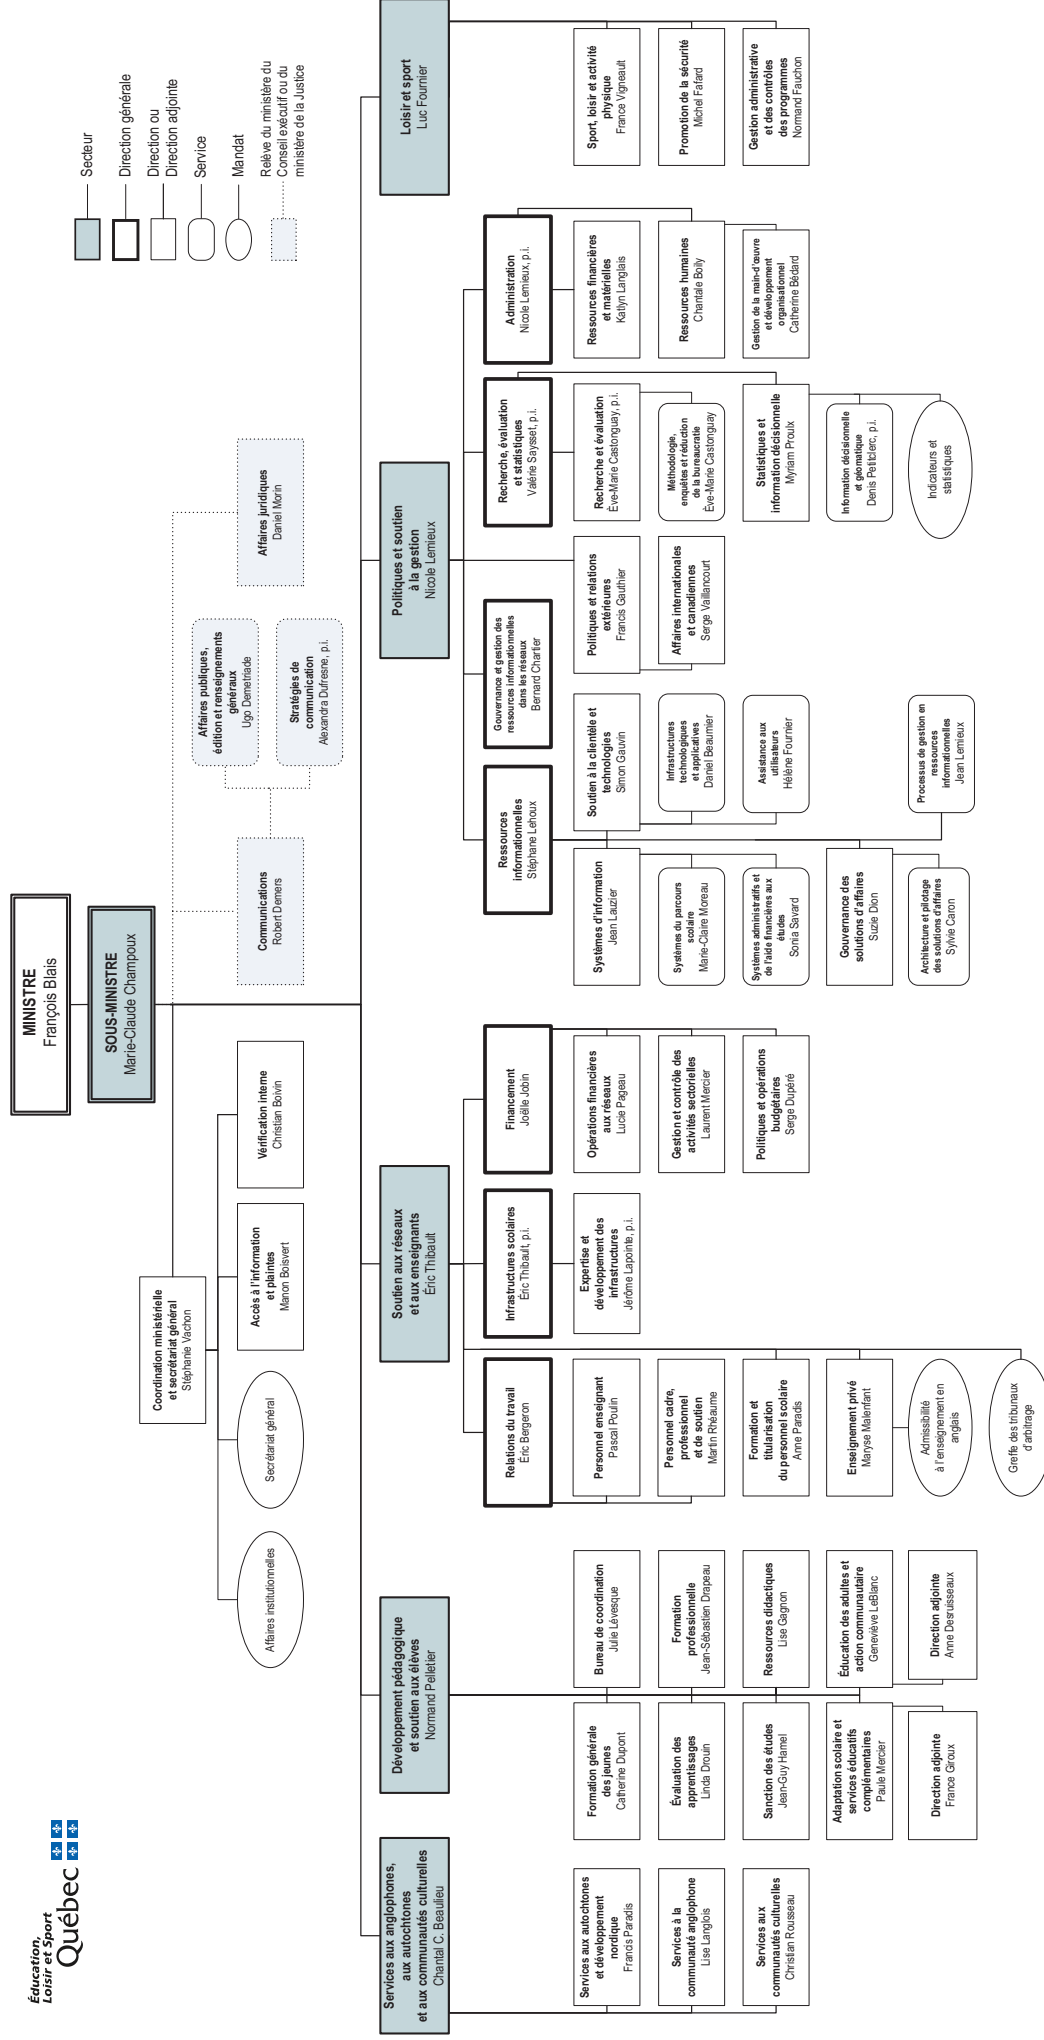 Éducation,
Loisir et Sport
Québec
MINISTRE
François Blais
SOUS-MINISTRE
Marie-Claude Champoux
Secteur
Direction générale
Direction ou
Direction adjointe
Service
Mandat
Relève du ministère du
Conseil exécutif ou du
ministère de la Justice
Coordination ministérielle
et secrétariat général
Stéphanie Vachon
Affaires institutionnelles
Secrétariat général
Accès à l'information
et plaintes
Manon Boisvert
Vérification interne
Christian Boivin
Communications
Robert Demers
Affaires publiques,
édition et renseignements
généraux
Ugo Demetriade
Stratégies de
communication
Alexandra Dufresne, p.i.
Affaires juridiques
Daniel Morin
Services aux anglophones,
aux autochtones
et aux communautés culturelles
Chantal C. Beaulieu
Services aux autochtones
et développement
nordique
Francis Paradis
Services à la
communauté anglophone
Lise Langlois
Services aux
communautés culturelles
Christian Rousseau
Développement pédagogique
et soutien aux élèves
Normand Pelletier
Formation générale
des jeunes
Catherine Dupont
Bureau de coordination
Julie Lévesque
Évaluation des
apprentissages
Linda Drouin
Formation
professionnelle
Jean-Sébastien Drapeau
Sanction des études
Jean-Guy Hamel
Ressources didactiques
Lise Gagnon
Adaptation scolaire et
services éducatifs
complémentaires
Paule Mercier
Éducation des adultes et
action communautaire
Geneviève LeBlanc
Direction adjointe
France Giroux
Direction adjointe
Anne Desruisseaux
Soutien aux réseaux
et aux enseignants
Éric Thibault
Relations du travail
Éric Bergeron
Personnel enseignant
Pascal Poulin
Personnel cadre,
professionnel
et de soutien
Martin Rhéaume
Formation et
titularisation
du personnel scolaire
Anne Paradis
Enseignement privé
Maryse Malenfant
Admissibilité
à l'enseignement en
anglais
Greffe des tribunaux
d'arbitrage
Infrastructures scolaires
Éric Thibault, p.i.
Expertise et
développement des
infrastructures
Jérôme Lapointe, p.i.
Financement
Joëlle Jobin
Opérations financières
aux réseaux
Lucie Pageau
Gestion et contrôle des
activités sectorielles
Laurent Mercier
Politiques et opérations
budgétaires
Serge Dupéré
Politiques et soutien
à la gestion
Nicole Lemieux
Ressources
informationnelles
Stéphane Lehoux
Systèmes d'information
Jean Lauzier
Systèmes du parcours
scolaire
Marie-Claire Moreau
Systèmes administratifs et
de l'aide financières aux
études
Sonia Savard
Gouvernance des
solutions d'affaires
Suzie Dion
Architecture et pilotage
des solutions d'affaires
Sylvie Caron
Soutien à la clientèle et
technologies
Simon Gauvin
Infrastructures
technologiques
et applicatives
Daniel Beaumier
Assistance aux
utilisateurs
Hélène Fournier
Processus de gestion en
ressources
informationnelles
Jean Lemieux
Gouvernance et gestion des
ressources informationnelles
dans les réseaux
Bernard Chartier
Politiques et relations
extérieures
Francis Gauthier
Affaires internationales
et canadiennes
Serge Vaillancourt
Recherche, évaluation
et statistiques
Valérie Saysset, p.i.
Recherche et évaluation
Ève-Marie Castonguay, p.i.
Méthodologie,
enquêtes et réduction
de la bureaucratie
Ève-Marie Castonguay
Statistiques et
information décisionnelle
Myriam Proulx
Information décisionnelle
et géomatique
Denis Petitclerc, p.i.
Indicateurs et
statistiques
Administration
Nicole Lemieux, p.i.
Ressources financières
et matérielles
Katlyn Langlais
Ressources humaines
Chantale Boily
Gestion de la main-d'œuvre
et développement
organisationnel
Catherine Bédard
Loisir et sport
Luc Fournier
Sport, loisir et activité
physique
France Vigneault
Promotion de la sécurité
Michel Fafard
Gestion administrative
et des contrôles
des programmes
Normand Fauchon